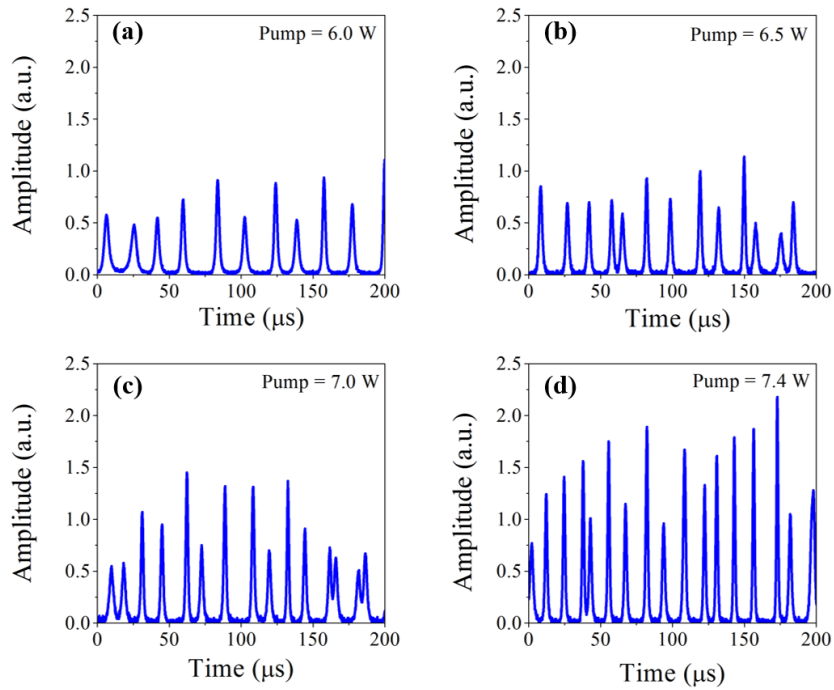 (a)
Pump = 6.0 W
Amplitude (a.u.)
2.5
2.0
1.5
1.0
0.5
0.0
0 50 100 150 200
Time (μs)
(b)
Pump = 6.5 W
Amplitude (a.u.)
2.5
2.0
1.5
1.0
0.5
0.0
0 50 100 150 200
Time (μs)
(c)
Pump = 7.0 W
Amplitude (a.u.)
2.5
2.0
1.5
1.0
0.5
0.0
0 50 100 150 200
Time (μs)
(d)
Pump = 7.4 W
Amplitude (a.u.)
2.5
2.0
1.5
1.0
0.5
0.0
0 50 100 150 200
Time (μs)